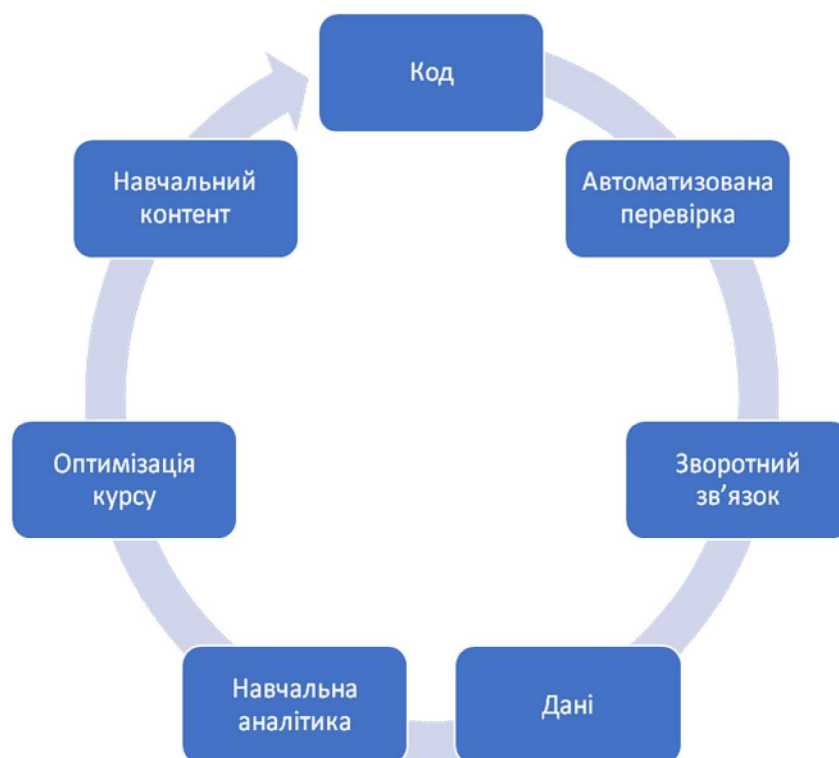 Код
Автоматизована
перевірка
Зворотний
зв’язок
Дані
Навчальна
аналітика
Оптимізація
курсу
Навчальний
контент